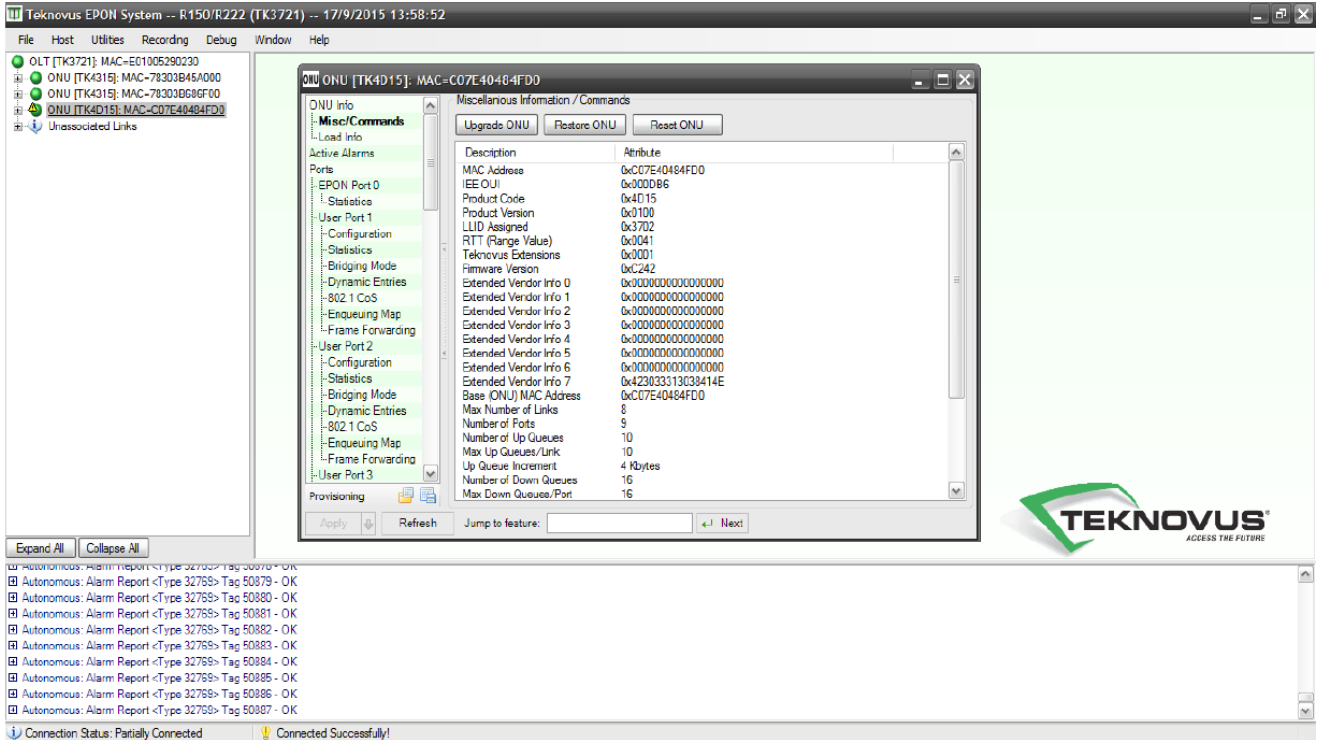 Teknovus EPON System -- R150/R222 (TK3721) -- 17/9/2015 13:58:52
File Host Utilities Recording Debug Window Help
OLT [TK3721]: MAC=E01005290230
ONU [TK4315]: MAC-78303B45A000
ONU [TK4315]: MAC-78303B686F00
ONU [TK4D15]: MAC-C07E40484FD0
Unassociated Links
Expand All Collapse All
ONU ONU [TK4D15]: MAC=C07E40484FD0
ONU Info
Misc/Commands
Load Info
Active Alarms
Ports
EPON Port 0
Statistics
User Port 1
Configuration
Statistics
Bridging Mode
Dynamic Entries
802.1 CoS
Enqueuing Map
Frame Forwarding
User Port 2
Configuration
Statistics
Bridging Mode
Dynamic Entries
802.1 CoS
Enqueuing Map
Frame Forwarding
User Port 3
Provisioning
Miscellanious Information / Commands
Upgrade ONU Restore ONU Reset ONU
Description Attribute
MAC Address 0xC07E40484FD0
IEE OUI 0x000DB6
Product Code 0x4D15
Product Version 0x0100
LLID Assigned 0x3702
RTT (Range Value) 0x0041
Teknovus Extensions 0x0001
Firmware Version 0xC242
Extended Vendor Info 0 0x0000000000000000
Extended Vendor Info 1 0x0000000000000000
Extended Vendor Info 2 0x0000000000000000
Extended Vendor Info 3 0x0000000000000000
Extended Vendor Info 4 0x0000000000000000
Extended Vendor Info 5 0x0000000000000000
Extended Vendor Info 6 0x0000000000000000
Extended Vendor Info 7 0x423033313038414E
Base (ONU) MAC Address 0xC07E40484FD0
Max Number of Links 8
Number of Ports 9
Number of Up Queues 10
Max Up Queues/Link 10
Up Queue Increment 4 Kbytes
Number of Down Queues 16
Max Down Queues/Port 16
Apply Refresh Jump to feature: Next
TEKNOVUS
ACCESS THE FUTURE
Autonomous: Alarm Report <Type 32769> Tag 50878 - OK
Autonomous: Alarm Report <Type 32769> Tag 50879 - OK
Autonomous: Alarm Report <Type 32769> Tag 50880 - OK
Autonomous: Alarm Report <Type 32769> Tag 50881 - OK
Autonomous: Alarm Report <Type 32769> Tag 50882 - OK
Autonomous: Alarm Report <Type 32769> Tag 50883 - OK
Autonomous: Alarm Report <Type 32769> Tag 50884 - OK
Autonomous: Alarm Report <Type 32769> Tag 50885 - OK
Autonomous: Alarm Report <Type 32769> Tag 50886 - OK
Autonomous: Alarm Report <Type 32769> Tag 50887 - OK
Connection Status: Partially Connected Connected Successfully!